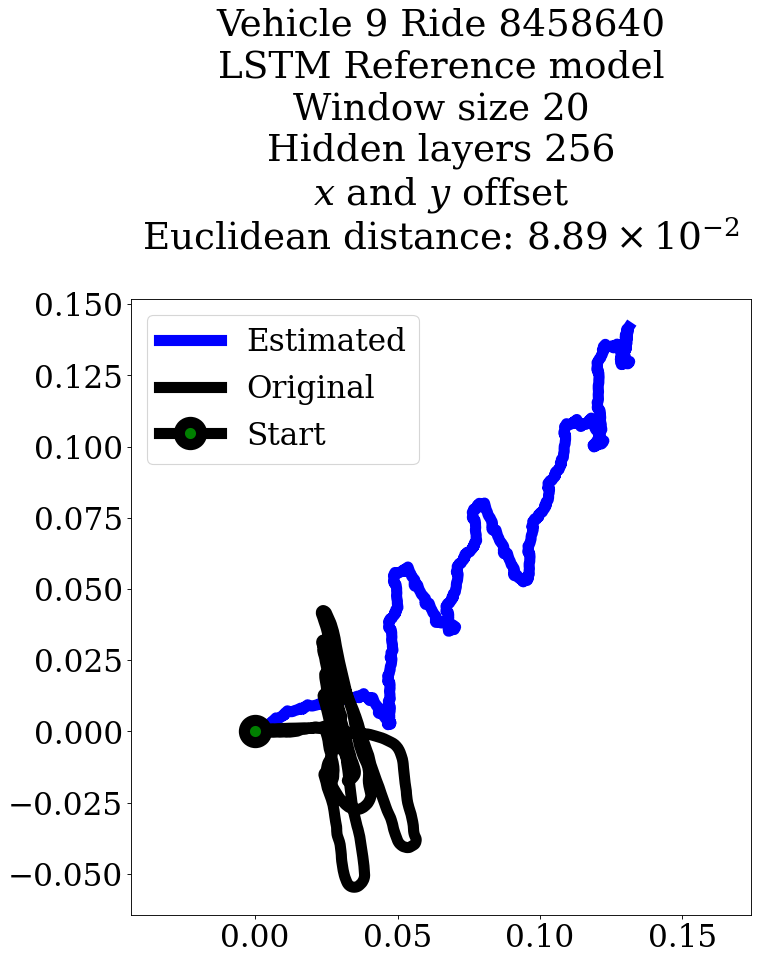 Vehicle 9 Ride 8458640
LSTM Reference model
Window size 20
Hidden layers 256
x and y offset
Euclidean distance: 8.89 × 10⁻²
0.150
Estimated
0.125
Original
Start
0.100
0.075
0.050
0.025
0.000
−0.025
−0.050
0.00 0.05 0.10 0.15